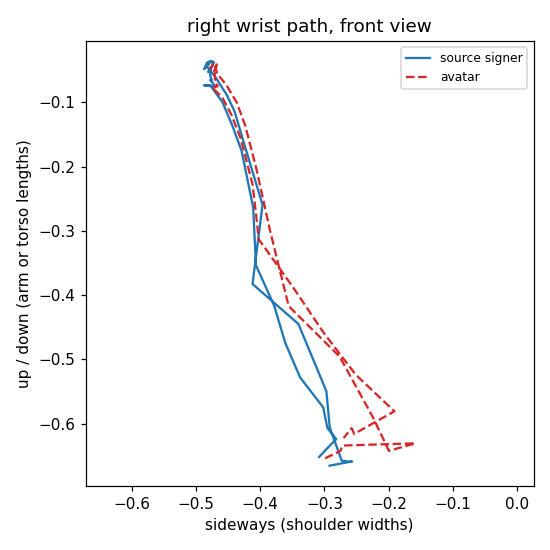 right wrist path, front view
source signer
avatar
up / down (arm or torso lengths)
−0.1
−0.2
−0.3
−0.4
−0.5
−0.6
−0.6
−0.5
−0.4
−0.3
−0.2
−0.1
0.0
sideways (shoulder widths)